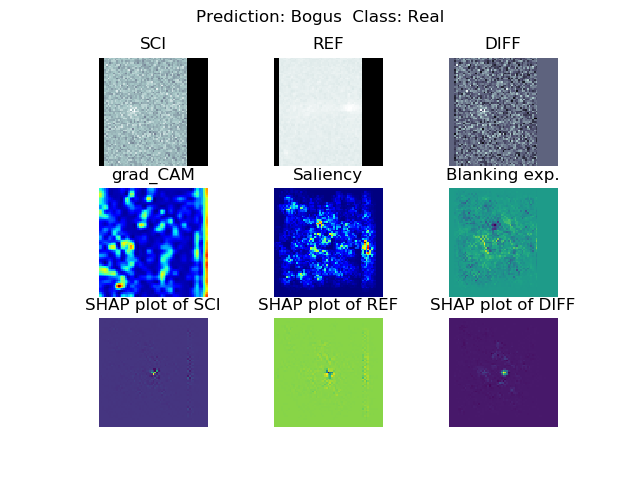 Prediction: Bogus  Class: Real
SCI REF DIFF
grad_CAM Saliency Blanking exp.
SHAP plot of SCI SHAP plot of REF SHAP plot of DIFF